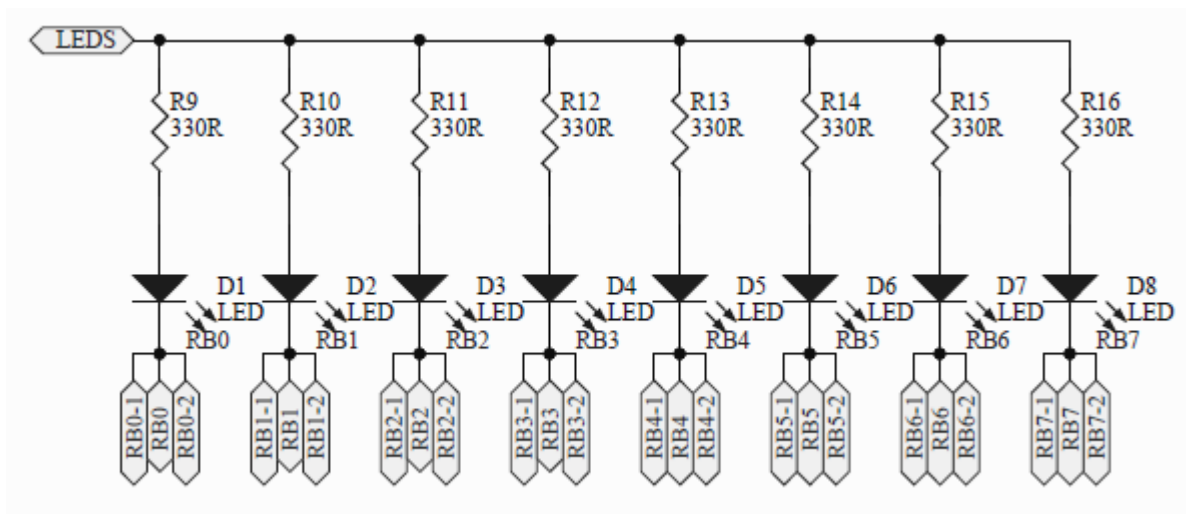 LEDS
R9
330R
R10
330R
R11
330R
R12
330R
R13
330R
R14
330R
R15
330R
R16
330R
D1
LED
D2
LED
D3
LED
D4
LED
D5
LED
D6
LED
D7
LED
D8
LED
RB0
RB1
RB2
RB3
RB4
RB5
RB6
RB7
RB0-1
RB0
RB0-2
RB1-1
RB1
RB1-2
RB2-1
RB2
RB2-2
RB3-1
RB3
RB3-2
RB4-1
RB4
RB4-2
RB5-1
RB5
RB5-2
RB6-1
RB6
RB6-2
RB7-1
RB7
RB7-2